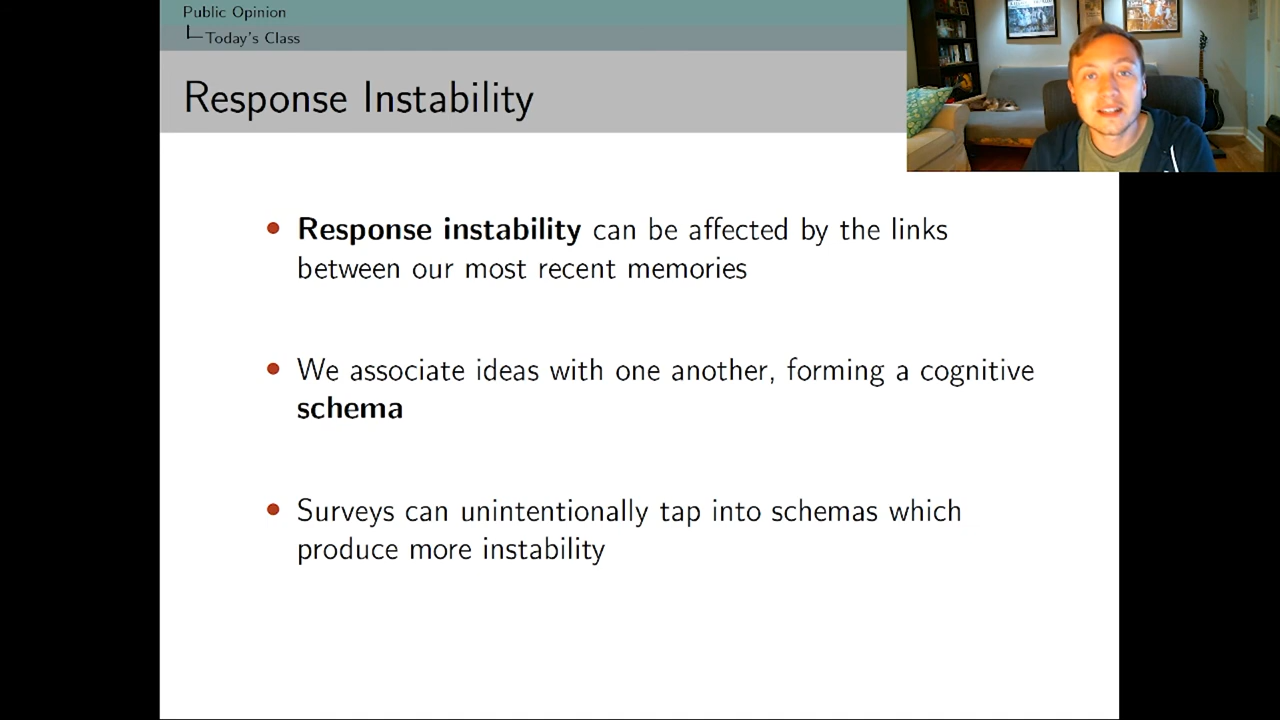 Public Opinion
Today's Class
Response Instability
Response instability can be affected by the links
between our most recent memories
We associate ideas with one another, forming a cognitive
schema
Surveys can unintentionally tap into schemas which
produce more instability